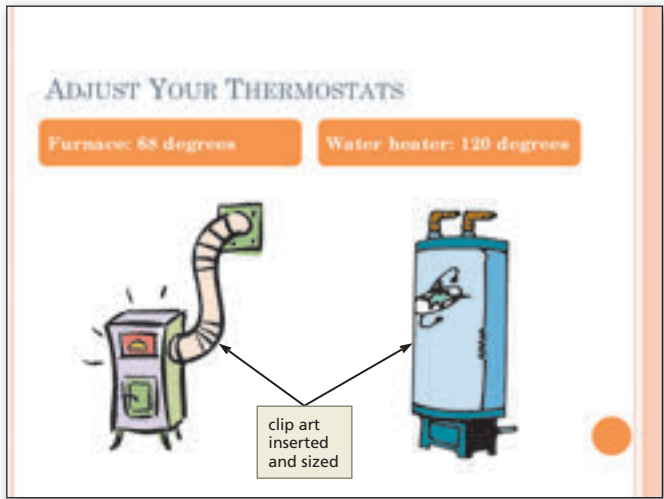 ADJUST YOUR THERMOSTATS
Furnace: 68 degrees
Water heater: 120 degrees
clip art
inserted
and sized